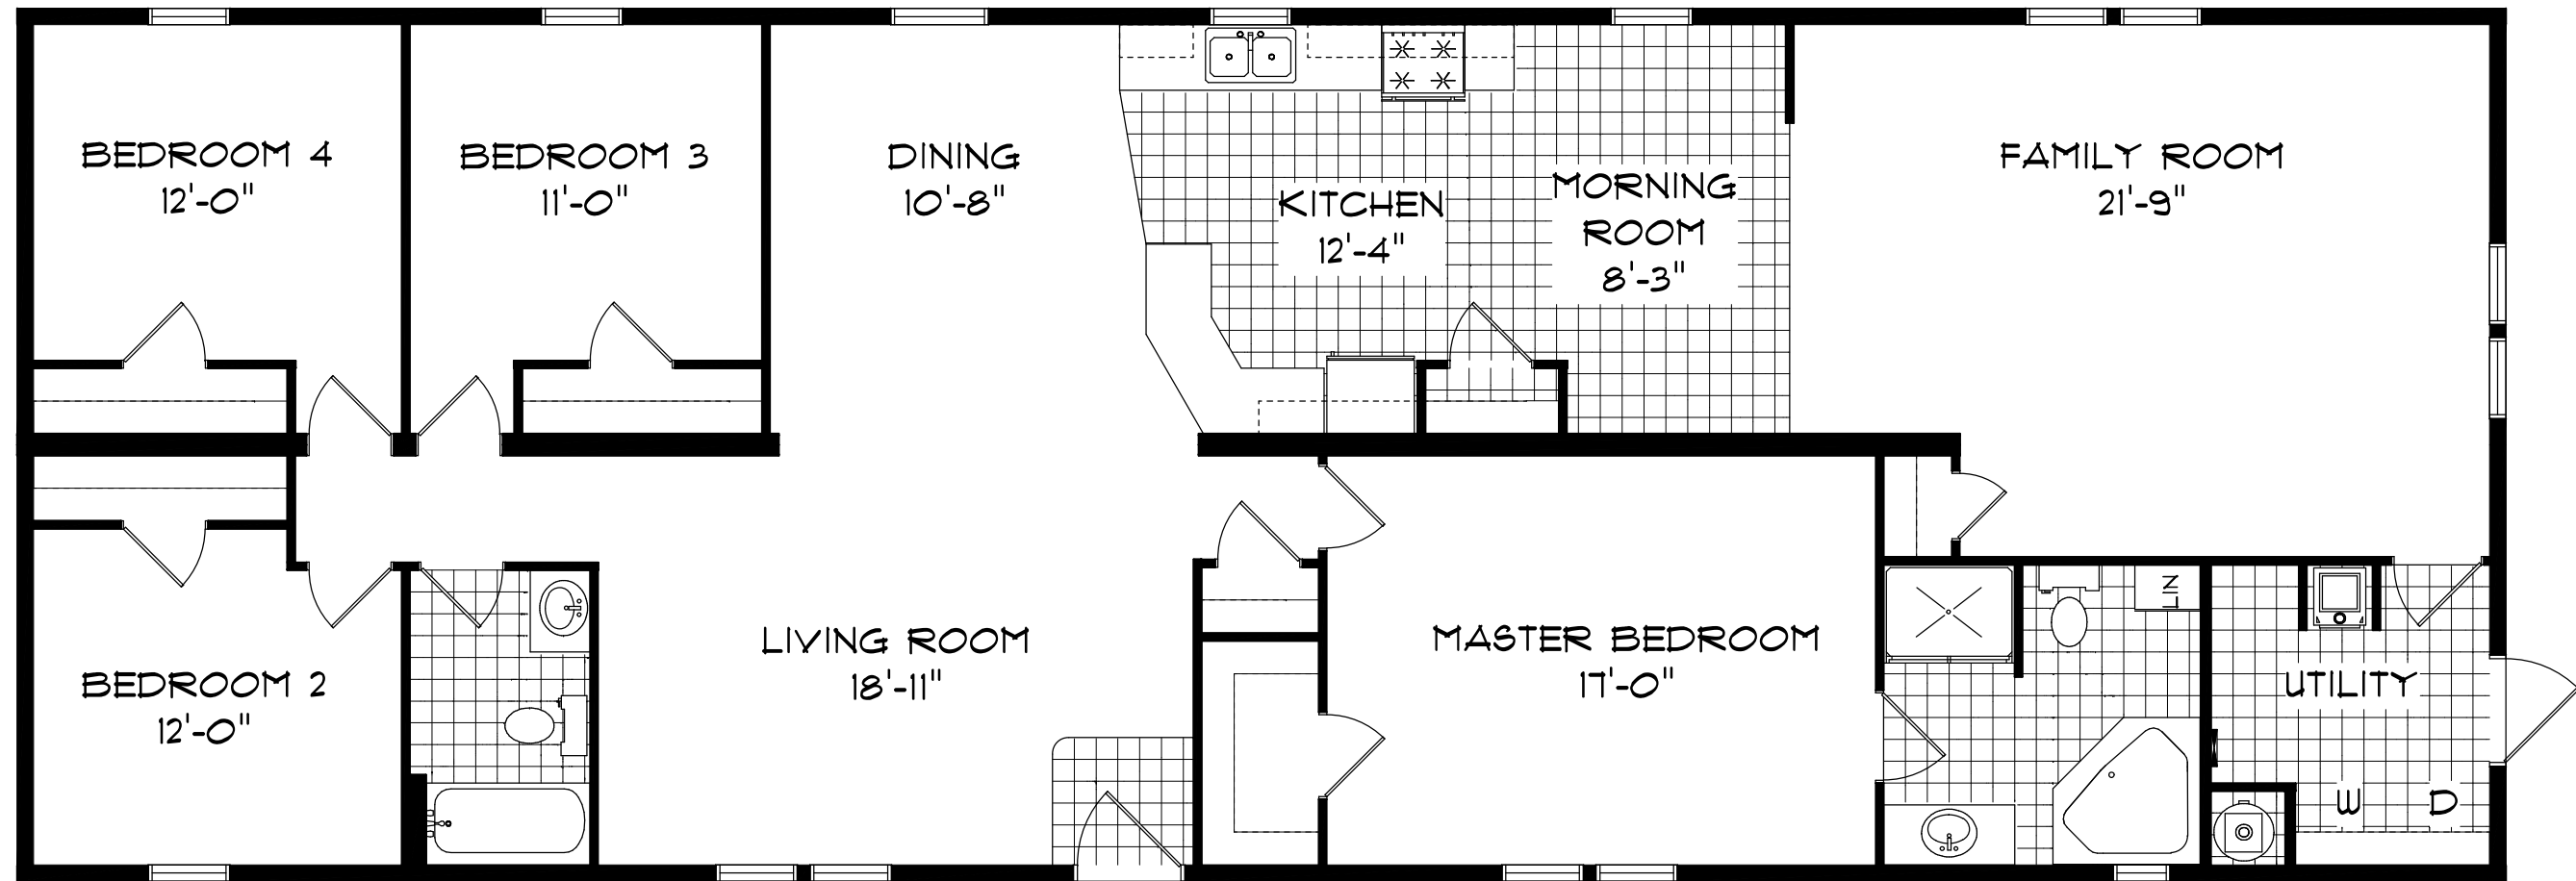 BEDROOM 4
12'-0"
BEDROOM 3
11'-0"
DINING
10'-8"
KITCHEN
12'-4"
MORNING
ROOM
8'-3"
FAMILY ROOM
21'-9"
BEDROOM 2
12'-0"
LIVING ROOM
18'-11"
MASTER BEDROOM
17'-0"
LIN
UTILITY
W D